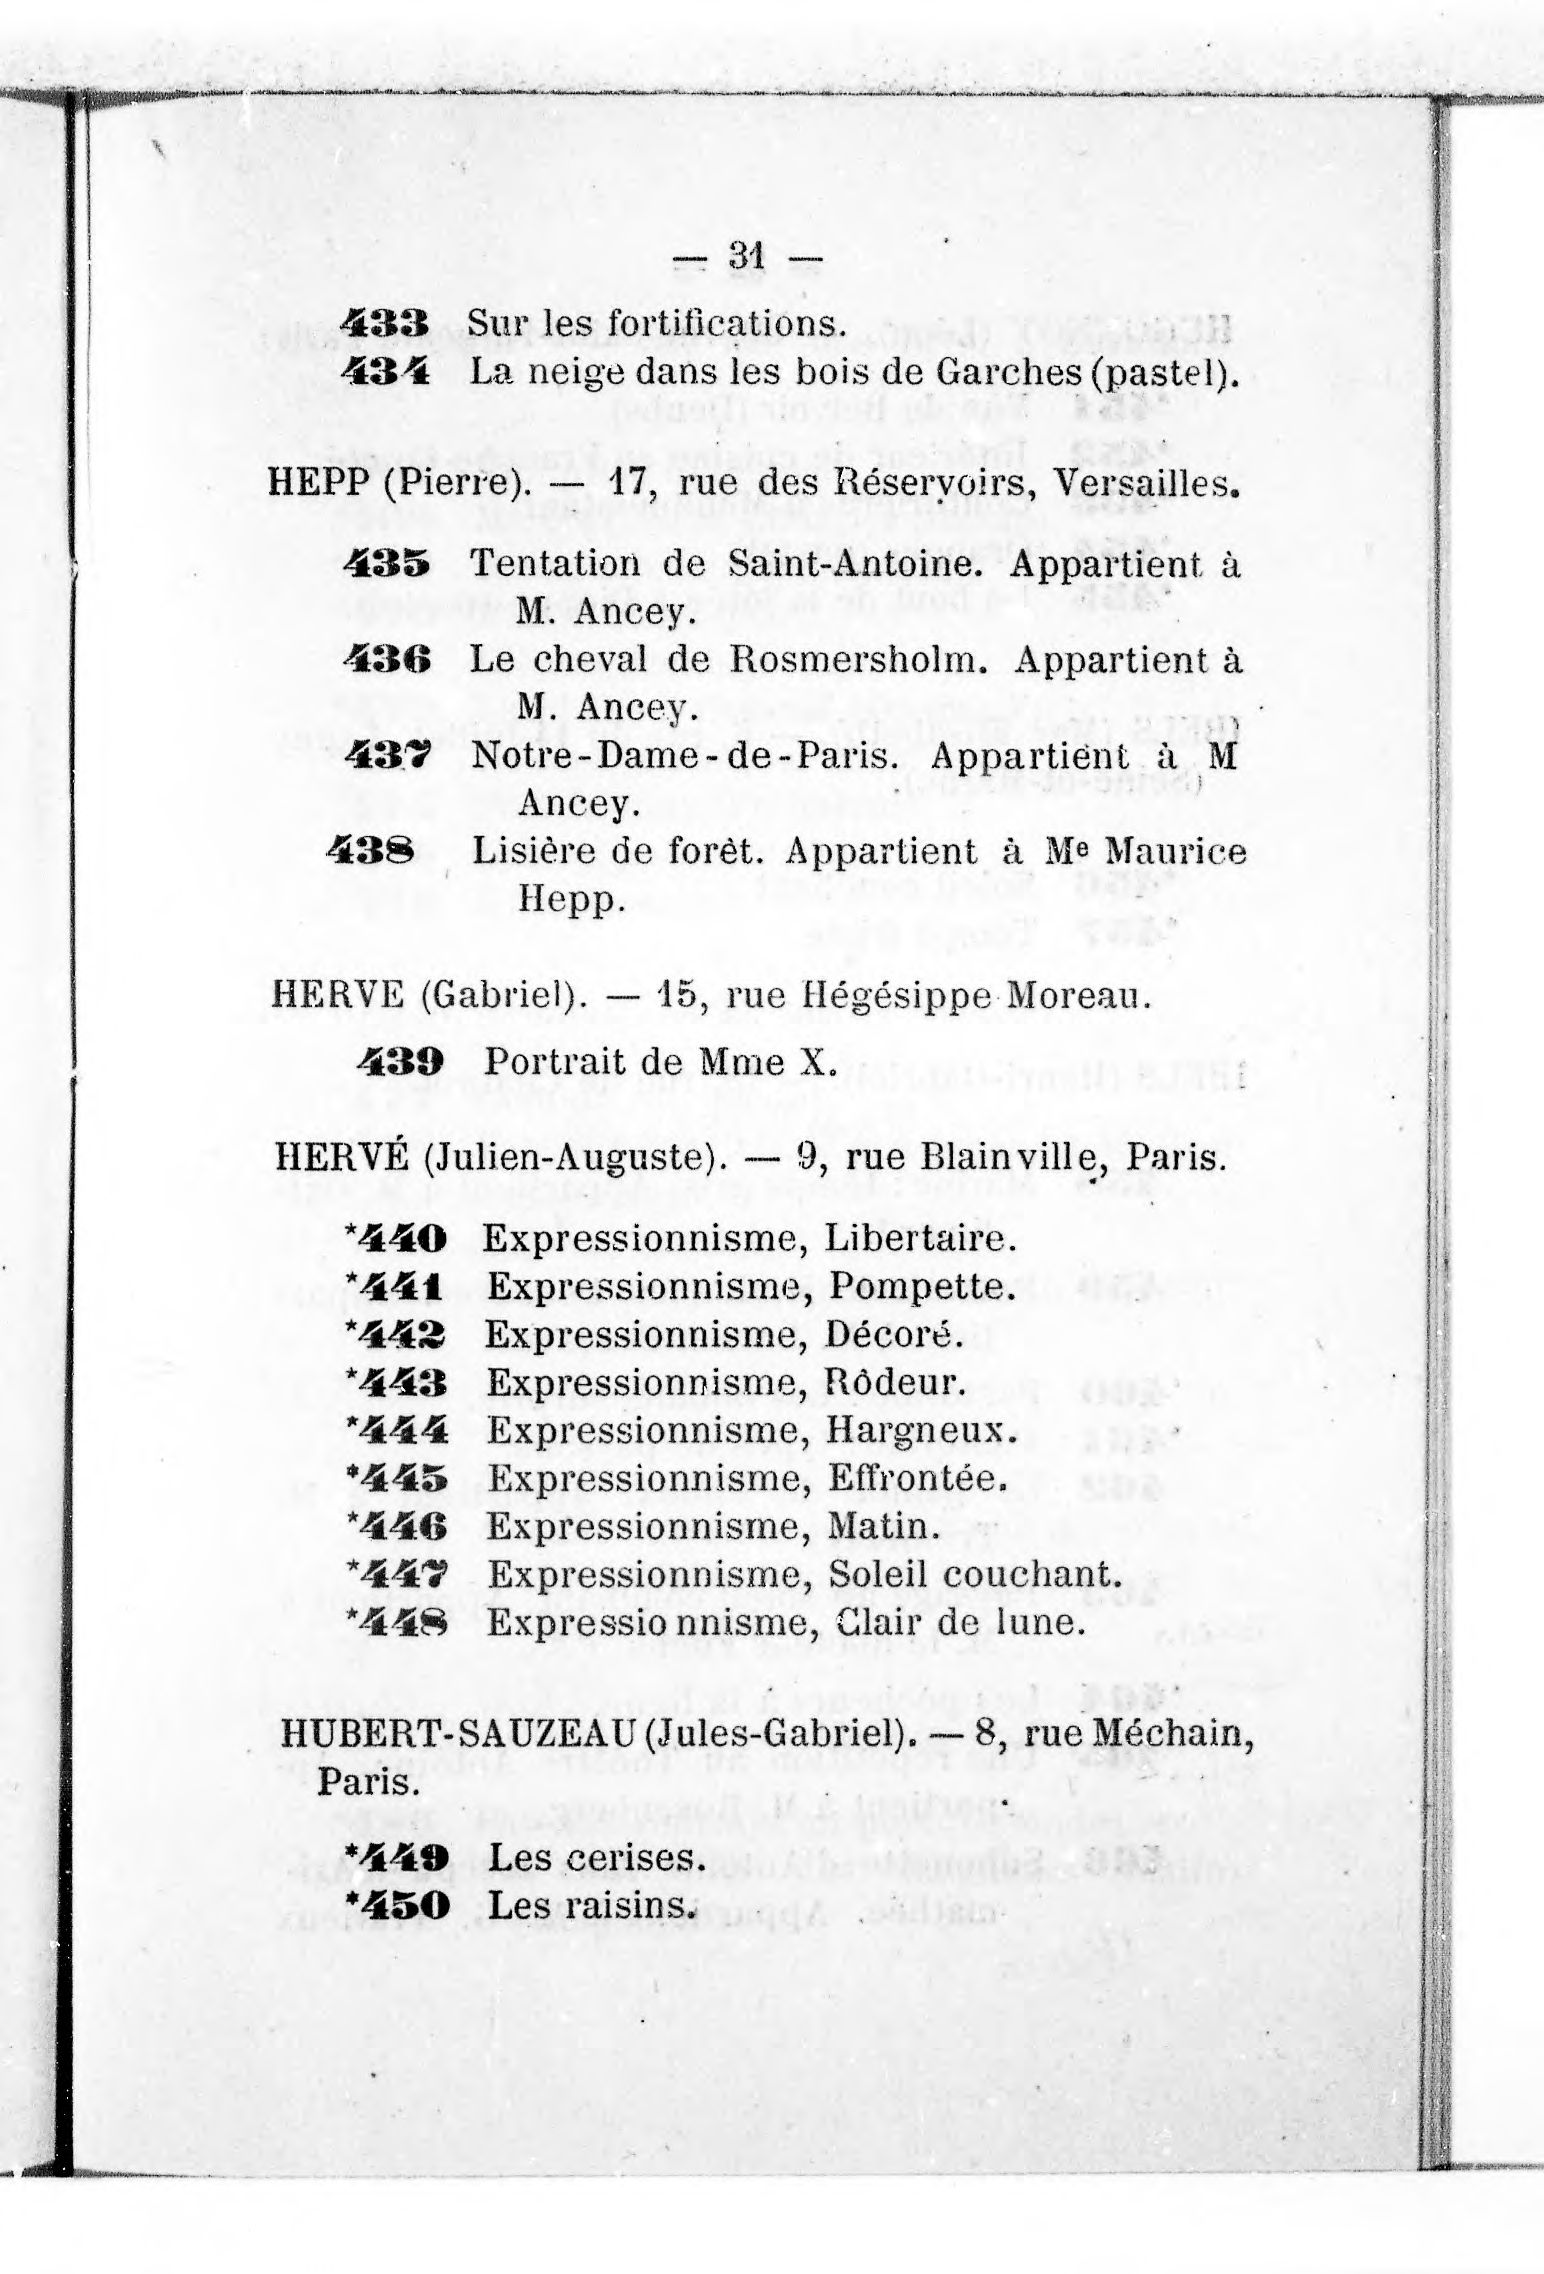 — 31 —
433 Sur les fortifications.
434 La neige dans les bois de Garches (pastel).
HEPP (Pierre). — 17, rue des Réservoirs, Versailles.
435 Tentation de Saint-Antoine. Appartient à
M. Ancey.
436 Le cheval de Rosmersholm. Appartient à
M. Ancey.
437 Notre-Dame-de-Paris. Appartient à M
Ancey.
438 Lisière de forêt. Appartient à Me Maurice
Hepp.
HERVE (Gabriel). — 15, rue Hégésippe Moreau.
439 Portrait de Mme X.
HERVÉ (Julien-Auguste). — 9, rue Blainville, Paris.
*440 Expressionnisme, Libertaire.
*441 Expressionnisme, Pompette.
*442 Expressionnisme, Décoré.
*443 Expressionnisme, Rôdeur.
*444 Expressionnisme, Hargneux.
*445 Expressionnisme, Effrontée.
*446 Expressionnisme, Matin.
*447 Expressionnisme, Soleil couchant.
*448 Expressionnisme, Clair de lune.
HUBERT-SAUZEAU (Jules-Gabriel). — 8, rue Méchain,
Paris.
*449 Les cerises.
*450 Les raisins.